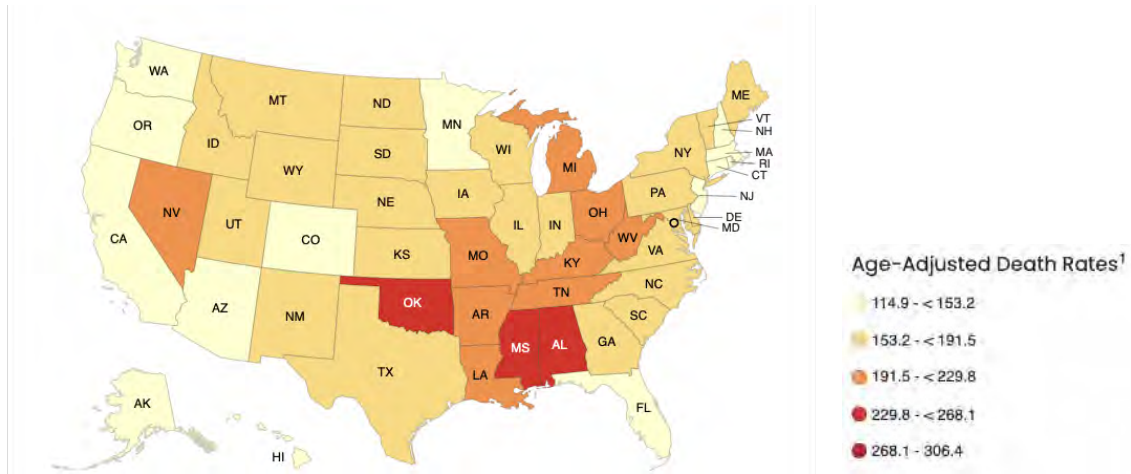 WA
MT
ND
MN
ME
VT
NH
OR
ID
SD
WI
MI
NY
MA
RI
CT
WY
IA
PA
NJ
NE
NV
UT
CO
IL
IN
OH
DE
MD
CA
KS
MO
WV
VA
KY
NC
TN
AZ
NM
OK
AR
SC
MS
AL
GA
TX
LA
FL
AK
HI
Age-Adjusted Death Rates¹
114.9 - < 153.2
153.2 - < 191.5
191.5 - < 229.8
229.8 - < 268.1
268.1 - 306.4